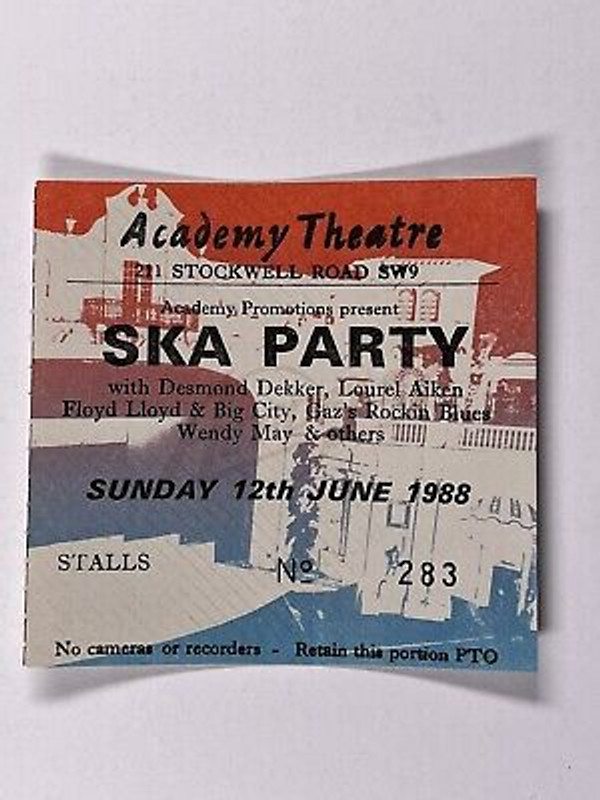 Academy Theatre
211 STOCKWELL ROAD SW9
Academy Promotions present
SKA PARTY
with Desmond Dekker, Lourel Aiken
Floyd Lloyd & Big City, Gaz's Rockin Blues
Wendy May & others
SUNDAY 12th JUNE 1988
STALLS Nº 283
No cameras or recorders - Retain this portion PTO